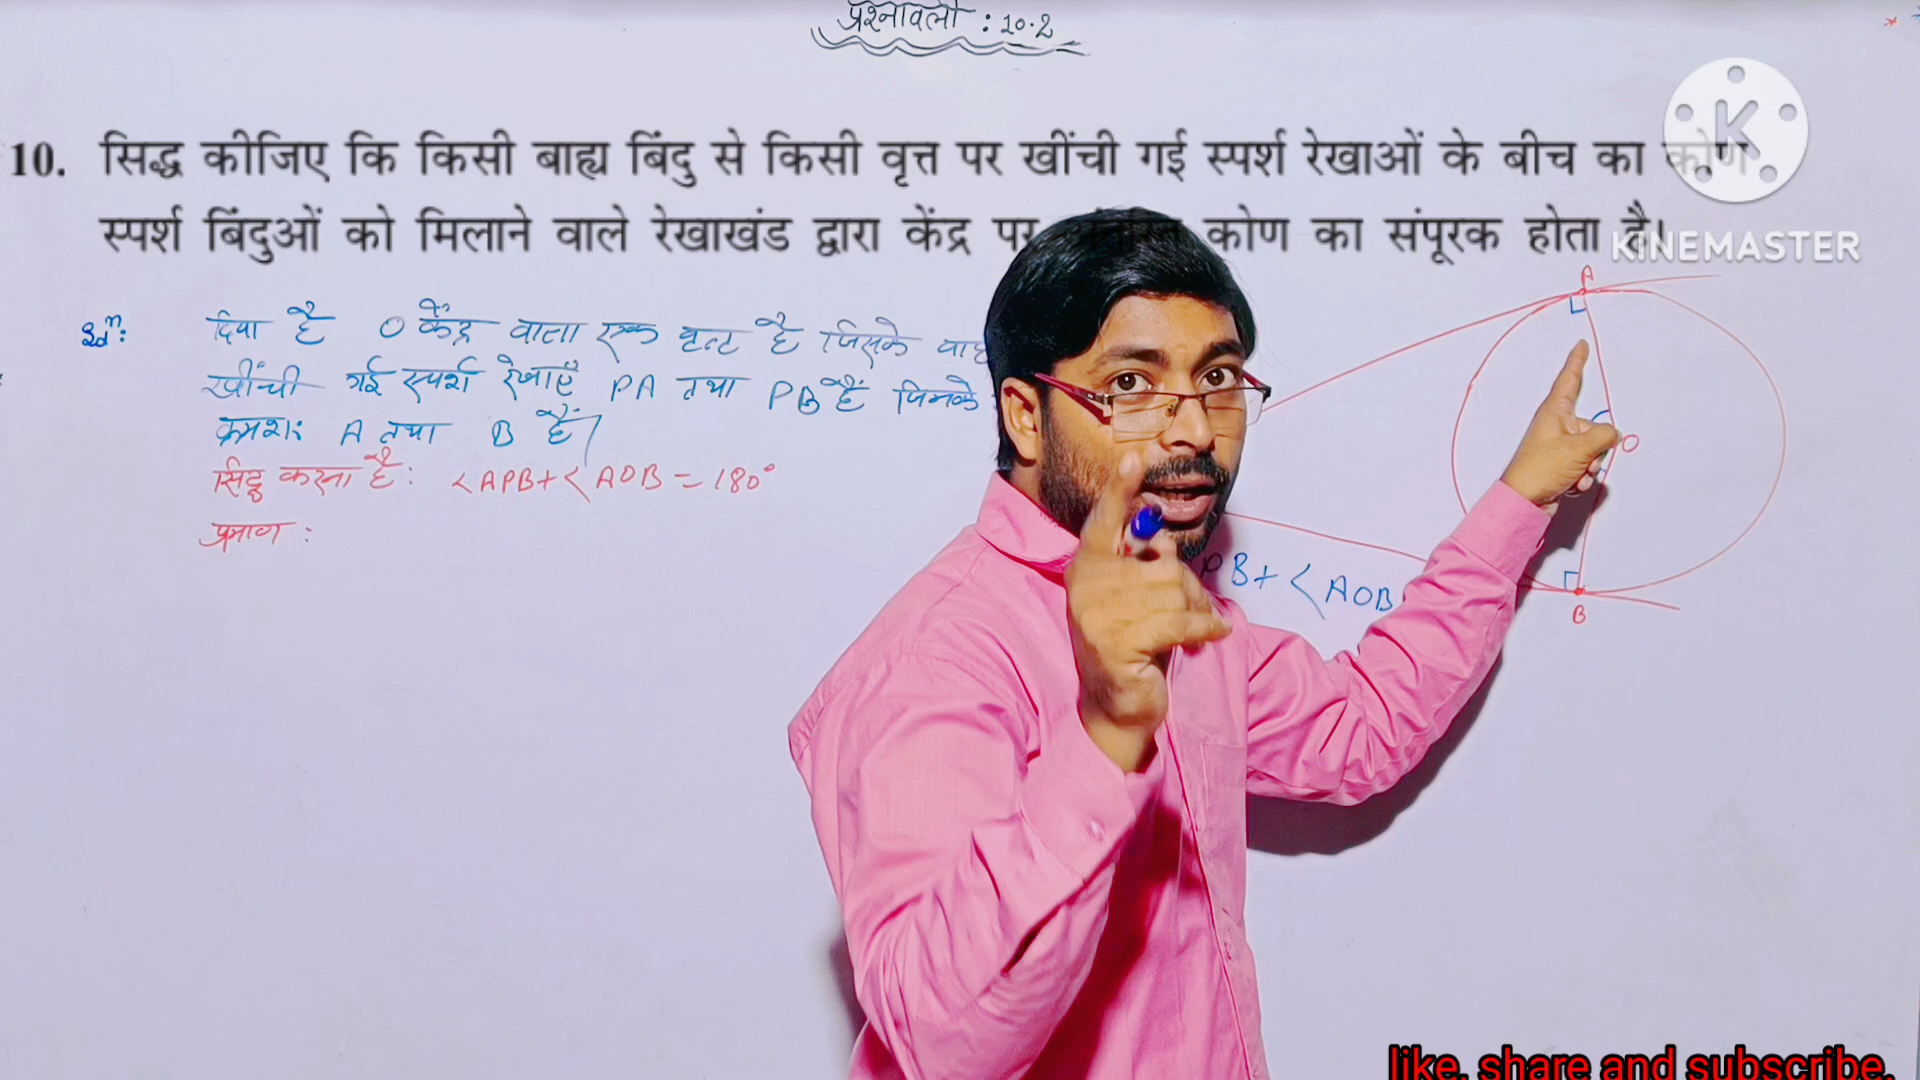 प्रश्नावली : 10.2
10. सिद्ध कीजिए कि किसी बाह्य बिंदु से किसी वृत्त पर खींची गई स्पर्श रेखाओं के बीच का कोण
स्पर्श बिंदुओं को मिलाने वाले रेखाखंड द्वारा केंद्र पर कोण का संपूरक होता है।
K
KINEMASTER
Solⁿ: दिया है O केंद्र वाला एक वृत्त है जिसके
खींची गई स्पर्श रेखाएँ PA तथा PB हैं जिनके
क्रमशः A तथा B हैं
सिद्ध करना है: <APB+<AOB = 180°
प्रमाण :
A
O
B
PB+<AOB
like, share and subscribe.